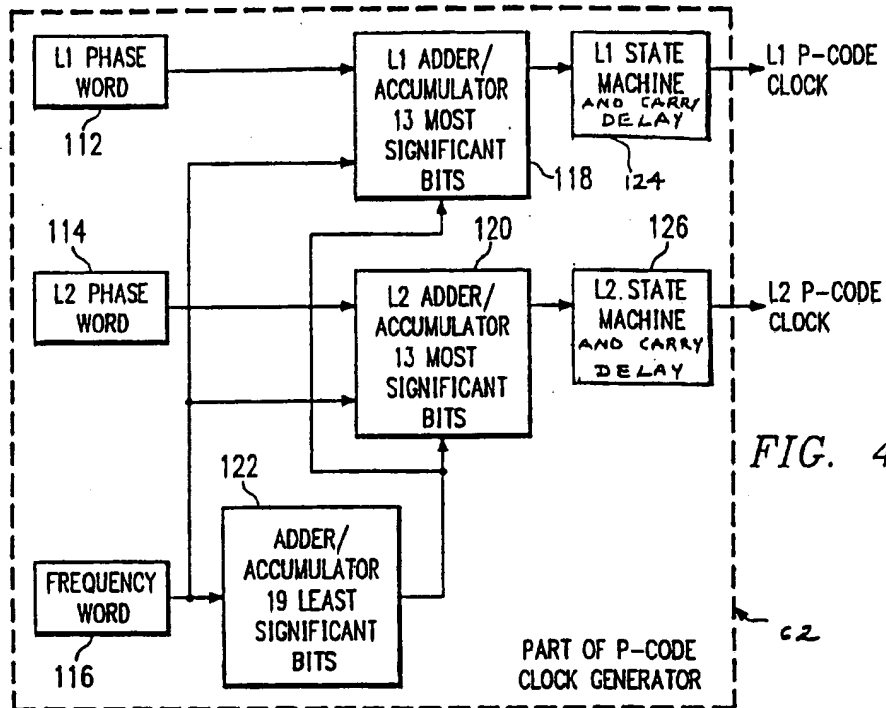 L1 PHASE
WORD
112
L1 ADDER/
ACCUMULATOR
13 MOST
SIGNIFICANT
BITS
118
L1 STATE
MACHINE
AND CARRY
DELAY
124
L1 P-CODE
CLOCK
114
L2 PHASE
WORD
120
L2 ADDER/
ACCUMULATOR
13 MOST
SIGNIFICANT
BITS
126
L2. STATE
MACHINE
AND CARRY
DELAY
L2 P-CODE
CLOCK
FIG. 4
122
ADDER/
ACCUMULATOR
19 LEAST
SIGNIFICANT
BITS
FREQUENCY
WORD
116
PART OF P-CODE
CLOCK GENERATOR
62